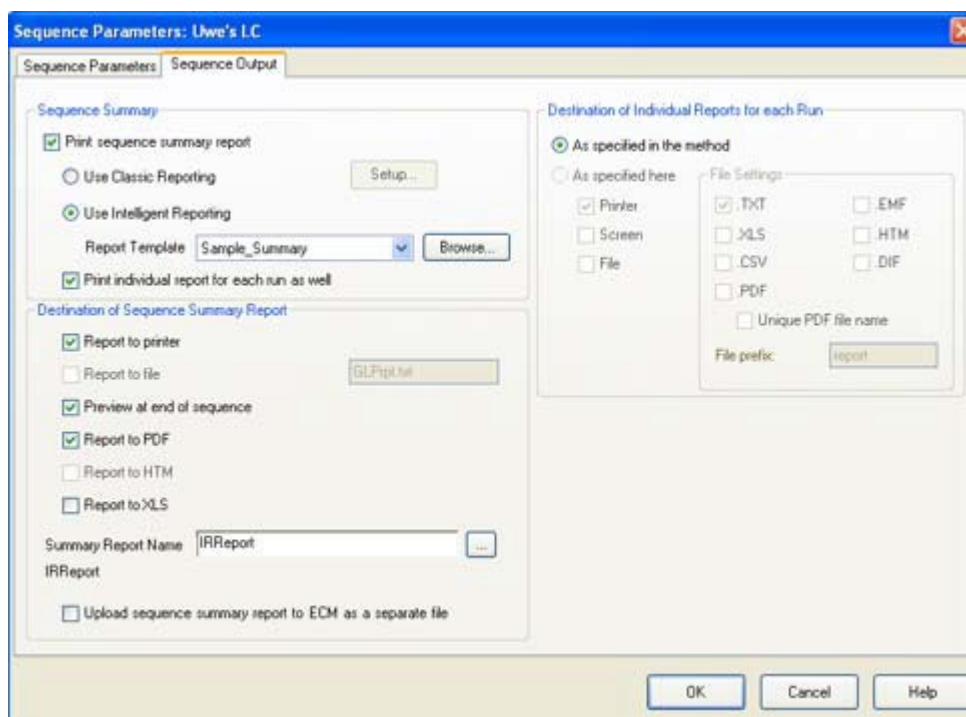 Sequence Parameters: Uwe's LC
Sequence Parameters
Sequence Output
Sequence Summary
Print sequence summary report
Use Classic Reporting
Setup...
Use Intelligent Reporting
Report Template
Sample_Summary
Browse...
Print individual report for each run as well
Destination of Sequence Summary Report
Report to printer
Report to file
GLPrpt.txt
Preview at end of sequence
Report to PDF
Report to HTM
Report to XLS
Summary Report Name
IRReport
...
IRReport
Upload sequence summary report to ECM as a separate file
Destination of Individual Reports for each Run
As specified in the method
As specified here
Printer
Screen
File
File Settings
.TXT
.EMF
.XLS
.HTM
.CSV
.DIF
.PDF
Unique PDF file name
File prefix:
report
OK
Cancel
Help